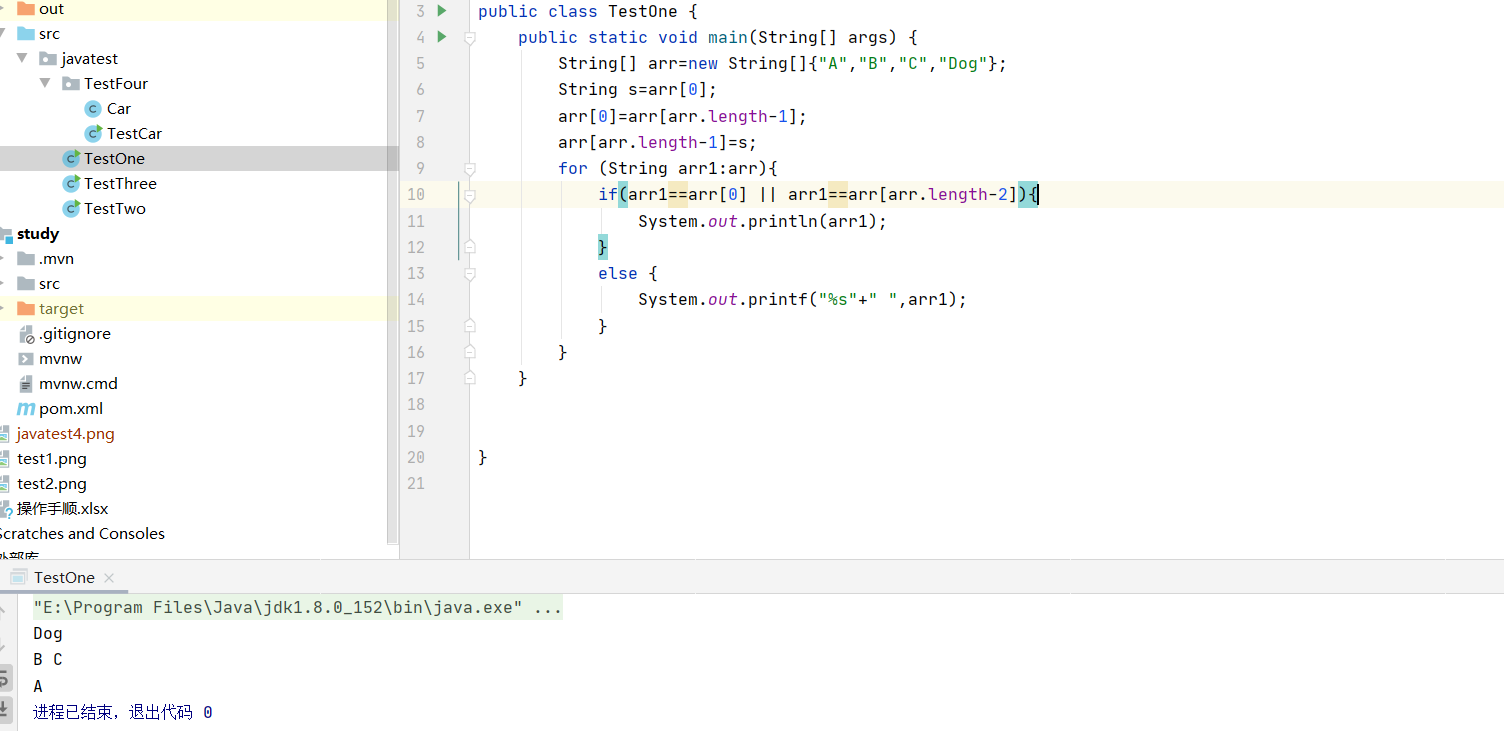 out
src
javatest
TestFour
Car
TestCar
TestOne
TestThree
TestTwo
study
.mvn
src
target
.gitignore
mvnw
mvnw.cmd
pom.xml
javatest4.png
test1.png
test2.png
操作手顺.xlsx
Scratches and Consoles
外部库
3 public class TestOne {
4 public static void main(String[] args) {
5 String[] arr=new String[]{"A","B","C","Dog"};
6 String s=arr[0];
7 arr[0]=arr[arr.length-1];
8 arr[arr.length-1]=s;
9 for (String arr1:arr){
10 if(arr1==arr[0] || arr1==arr[arr.length-2]){
11 System.out.println(arr1);
12 }
13 else {
14 System.out.printf("%s"+" ",arr1);
15 }
16 }
17 }
18
19
20 }
21
TestOne
"E:\Program Files\Java\jdk1.8.0_152\bin\java.exe" ...
Dog
B C
A
进程已结束，退出代码 0